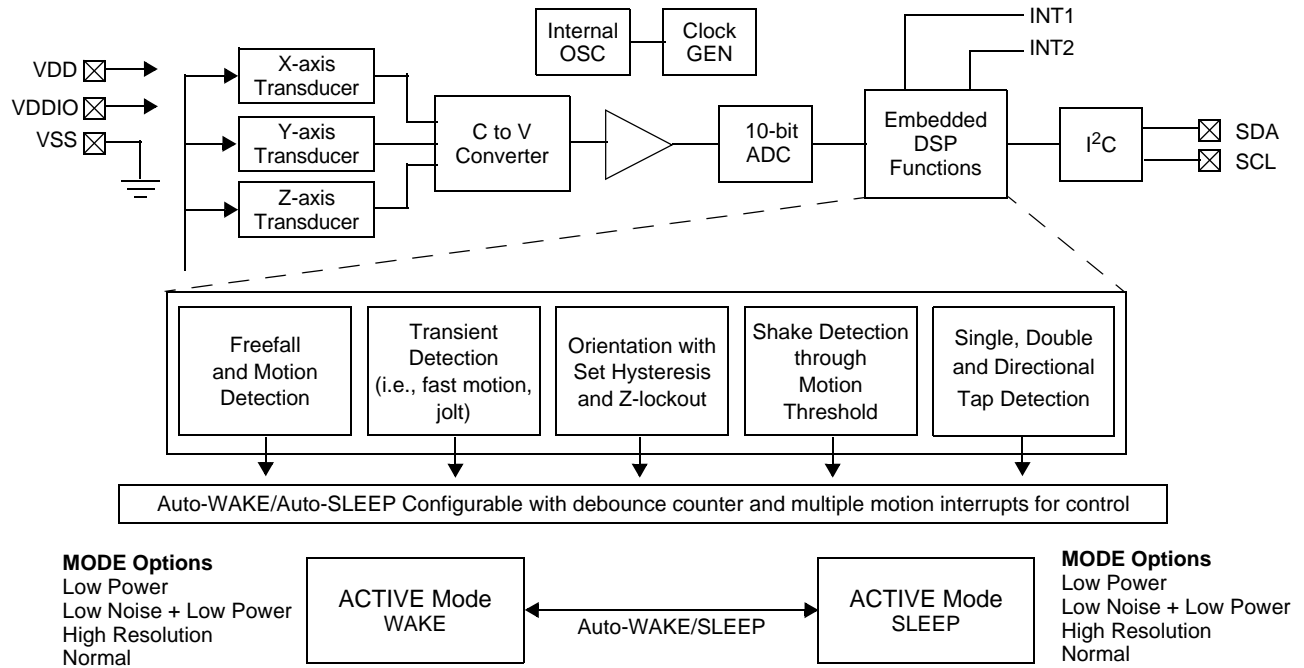 Internal
OSC
Clock
GEN
INT1
INT2
VDD
VDDIO
VSS
X-axis
Transducer
Y-axis
Transducer
Z-axis
Transducer
C to V
Converter
10-bit
ADC
Embedded
DSP
Functions
I²C
SDA
SCL
Freefall
and Motion
Detection
Transient
Detection
(i.e., fast motion,
jolt)
Orientation with
Set Hysteresis
and Z-lockout
Shake Detection
through
Motion
Threshold
Single, Double
and Directional
Tap Detection
Auto-WAKE/Auto-SLEEP Configurable with debounce counter and multiple motion interrupts for control
MODE Options
Low Power
Low Noise + Low Power
High Resolution
Normal
ACTIVE Mode
WAKE
Auto-WAKE/SLEEP
ACTIVE Mode
SLEEP
MODE Options
Low Power
Low Noise + Low Power
High Resolution
Normal